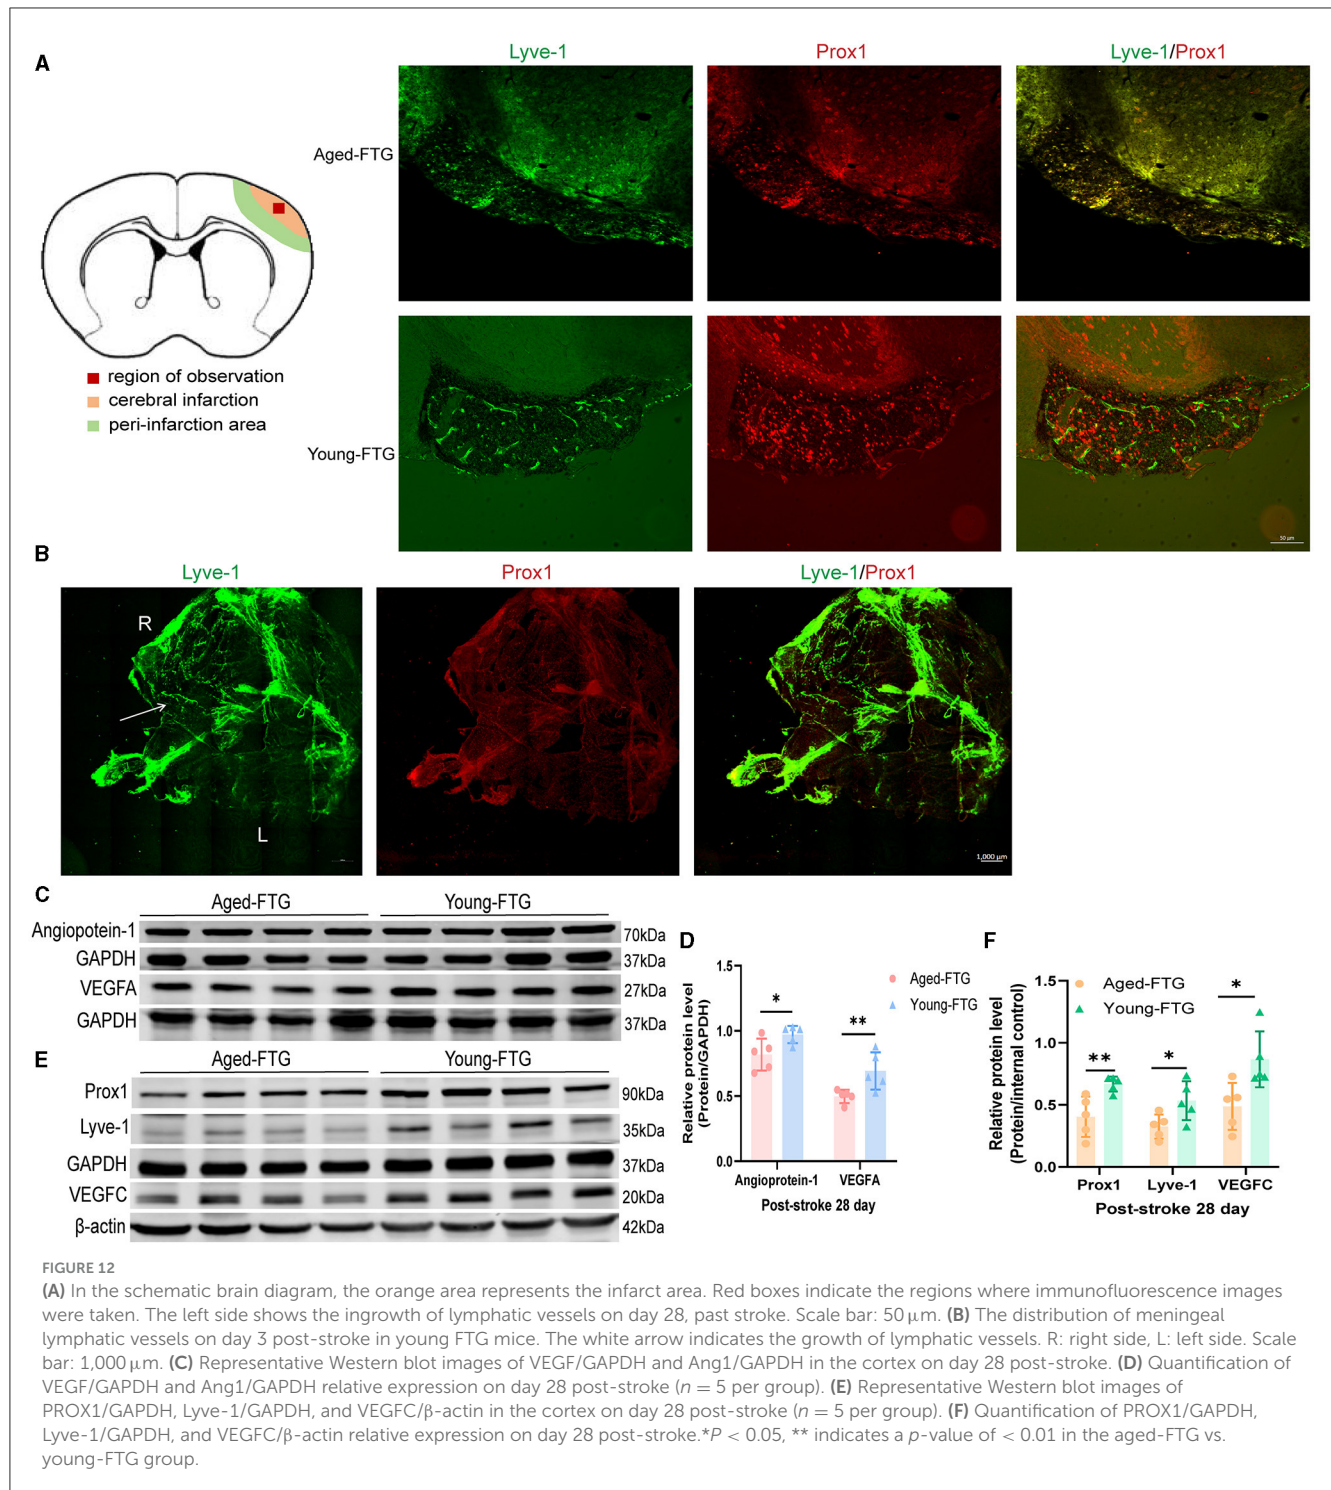 A
Lyve-1
Prox1
Lyve-1/Prox1
Aged-FTG
region of observation
cerebral infarction
peri-infarction area
Young-FTG
50 µm
B
Lyve-1
Prox1
Lyve-1/Prox1
R
L
1,000 µm
C
Aged-FTG
Young-FTG
Angiopotein-1
70kDa
GAPDH
37kDa
VEGFA
27kDa
GAPDH
37kDa
D
1.5
1.0
0.5
0.0
Relative protein level
(Protein/GAPDH)
Aged-FTG
Young-FTG
*
**
Angioprotein-1
VEGFA
Post-stroke 28 day
E
Aged-FTG
Young-FTG
Prox1
90kDa
Lyve-1
35kDa
GAPDH
37kDa
VEGFC
20kDa
β-actin
42kDa
F
1.5
1.0
0.5
0.0
Relative protein level
(Protein/internal control)
Aged-FTG
Young-FTG
**
*
*
Prox1
Lyve-1
VEGFC
Post-stroke 28 day
FIGURE 12
(A) In the schematic brain diagram, the orange area represents the infarct area. Red boxes indicate the regions where immunofluorescence images
were taken. The left side shows the ingrowth of lymphatic vessels on day 28, past stroke. Scale bar: 50 µm. (B) The distribution of meningeal
lymphatic vessels on day 3 post-stroke in young FTG mice. The white arrow indicates the growth of lymphatic vessels. R: right side, L: left side. Scale
bar: 1,000 µm. (C) Representative Western blot images of VEGF/GAPDH and Ang1/GAPDH in the cortex on day 28 post-stroke. (D) Quantification of
VEGF/GAPDH and Ang1/GAPDH relative expression on day 28 post-stroke (n = 5 per group). (E) Representative Western blot images of
PROX1/GAPDH, Lyve-1/GAPDH, and VEGFC/β-actin in the cortex on day 28 post-stroke (n = 5 per group). (F) Quantification of PROX1/GAPDH,
Lyve-1/GAPDH, and VEGFC/β-actin relative expression on day 28 post-stroke.*P < 0.05, ** indicates a p-value of < 0.01 in the aged-FTG vs.
young-FTG group.